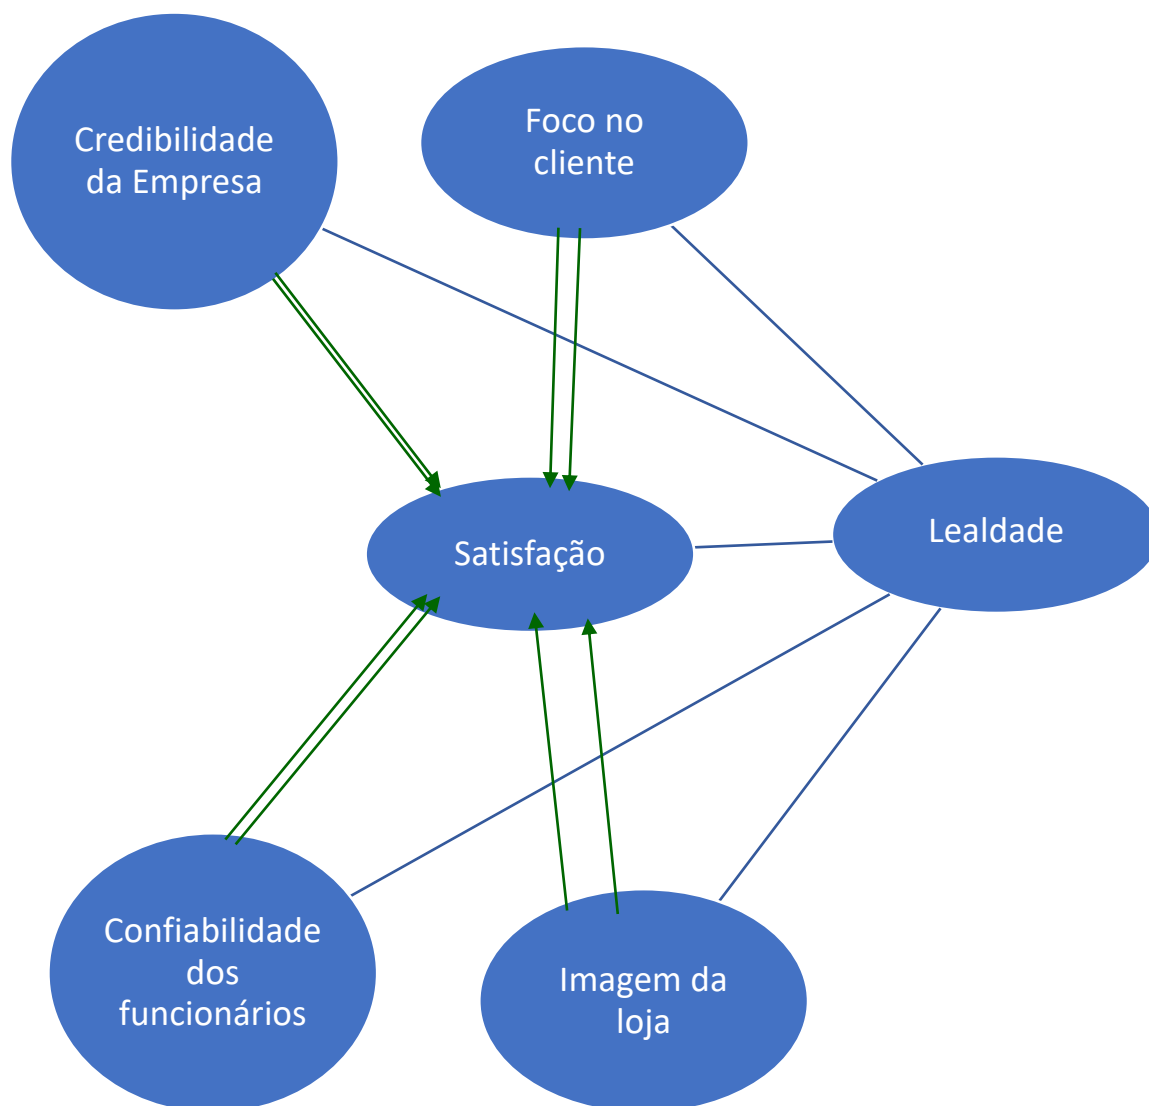 Credibilidade
da Empresa
Foco no
cliente
Satisfação
Lealdade
Confiabilidade
dos
funcionários
Imagem da
loja